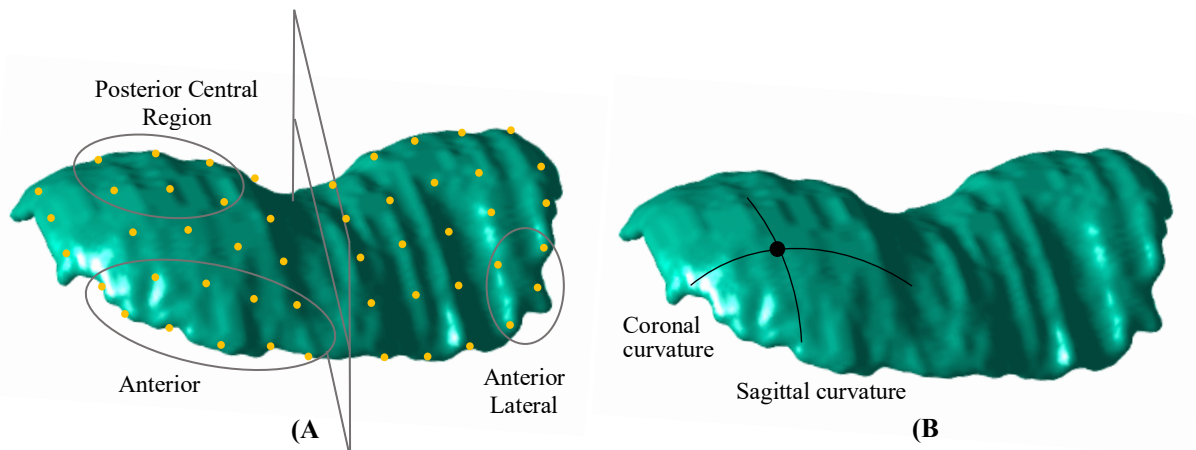 Posterior Central
Region
Anterior
Anterior
Lateral
(A
Coronal
curvature
Sagittal curvature
(B